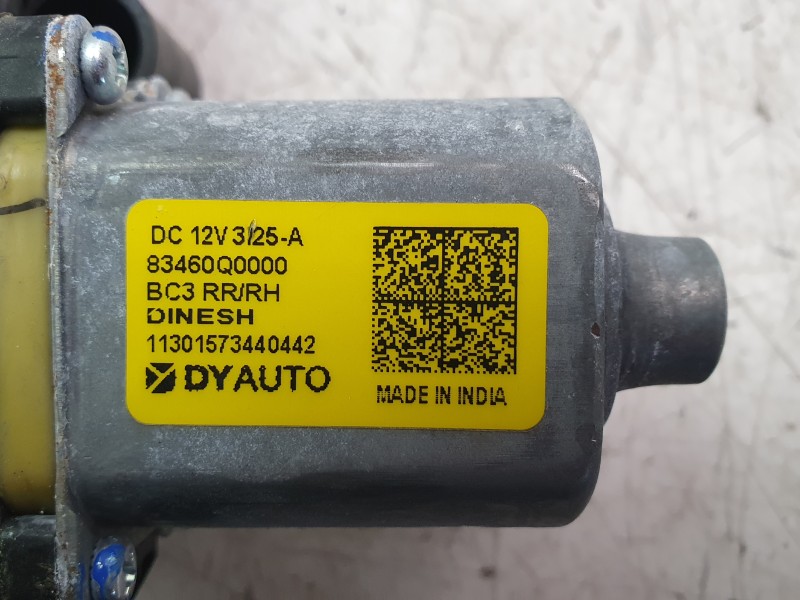 DC 12V 3/25-A
83460Q0000
BC3 RR/RH
DINESH
11301573440442
DYAUTO
MADE IN INDIA